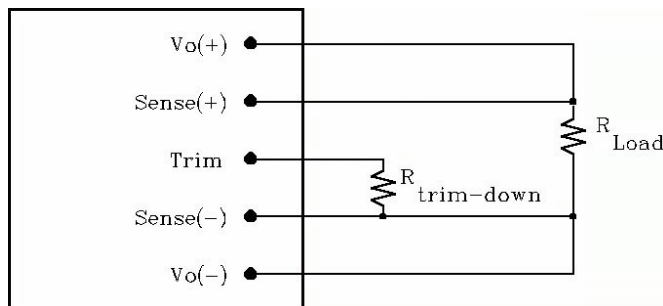 Vo(+)
Sense(+)
Trim
Sense(-)
Vo(-)
R Load
R trim-down